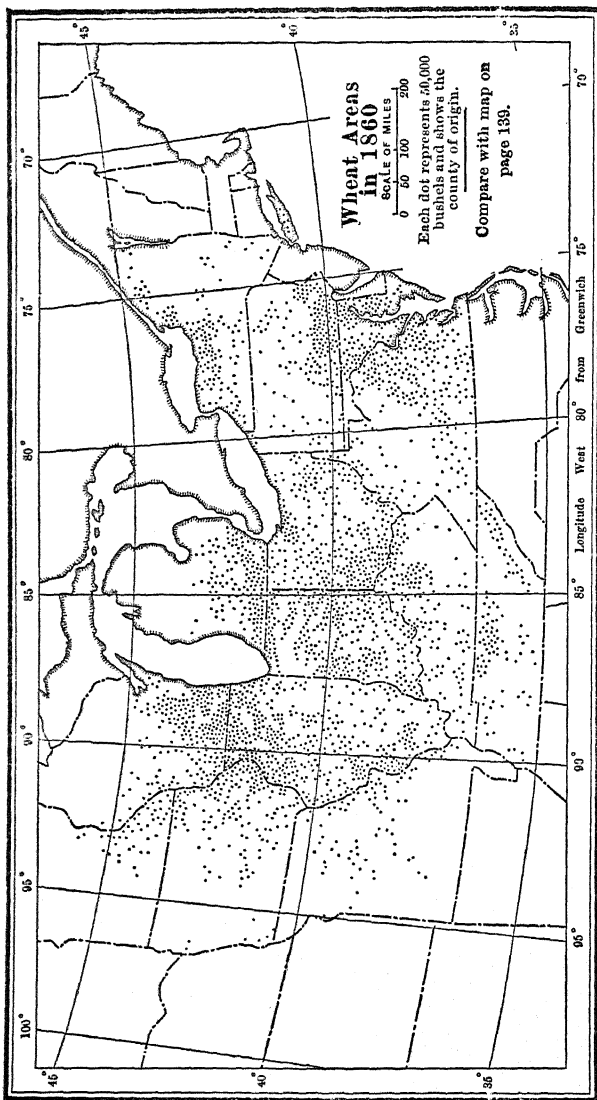 100° 95° 90° 85° 80° 75° 70°
45° 45°
40° 40°
Wheat Areas
in 1860
SCALE OF MILES
0 50 100 200
Each dot represents 50,000
bushels and shows the
county of origin.
Compare with map on
page 139.
35° 35°
95° 90° 85° 80° 75° 70°
Longitude West from Greenwich